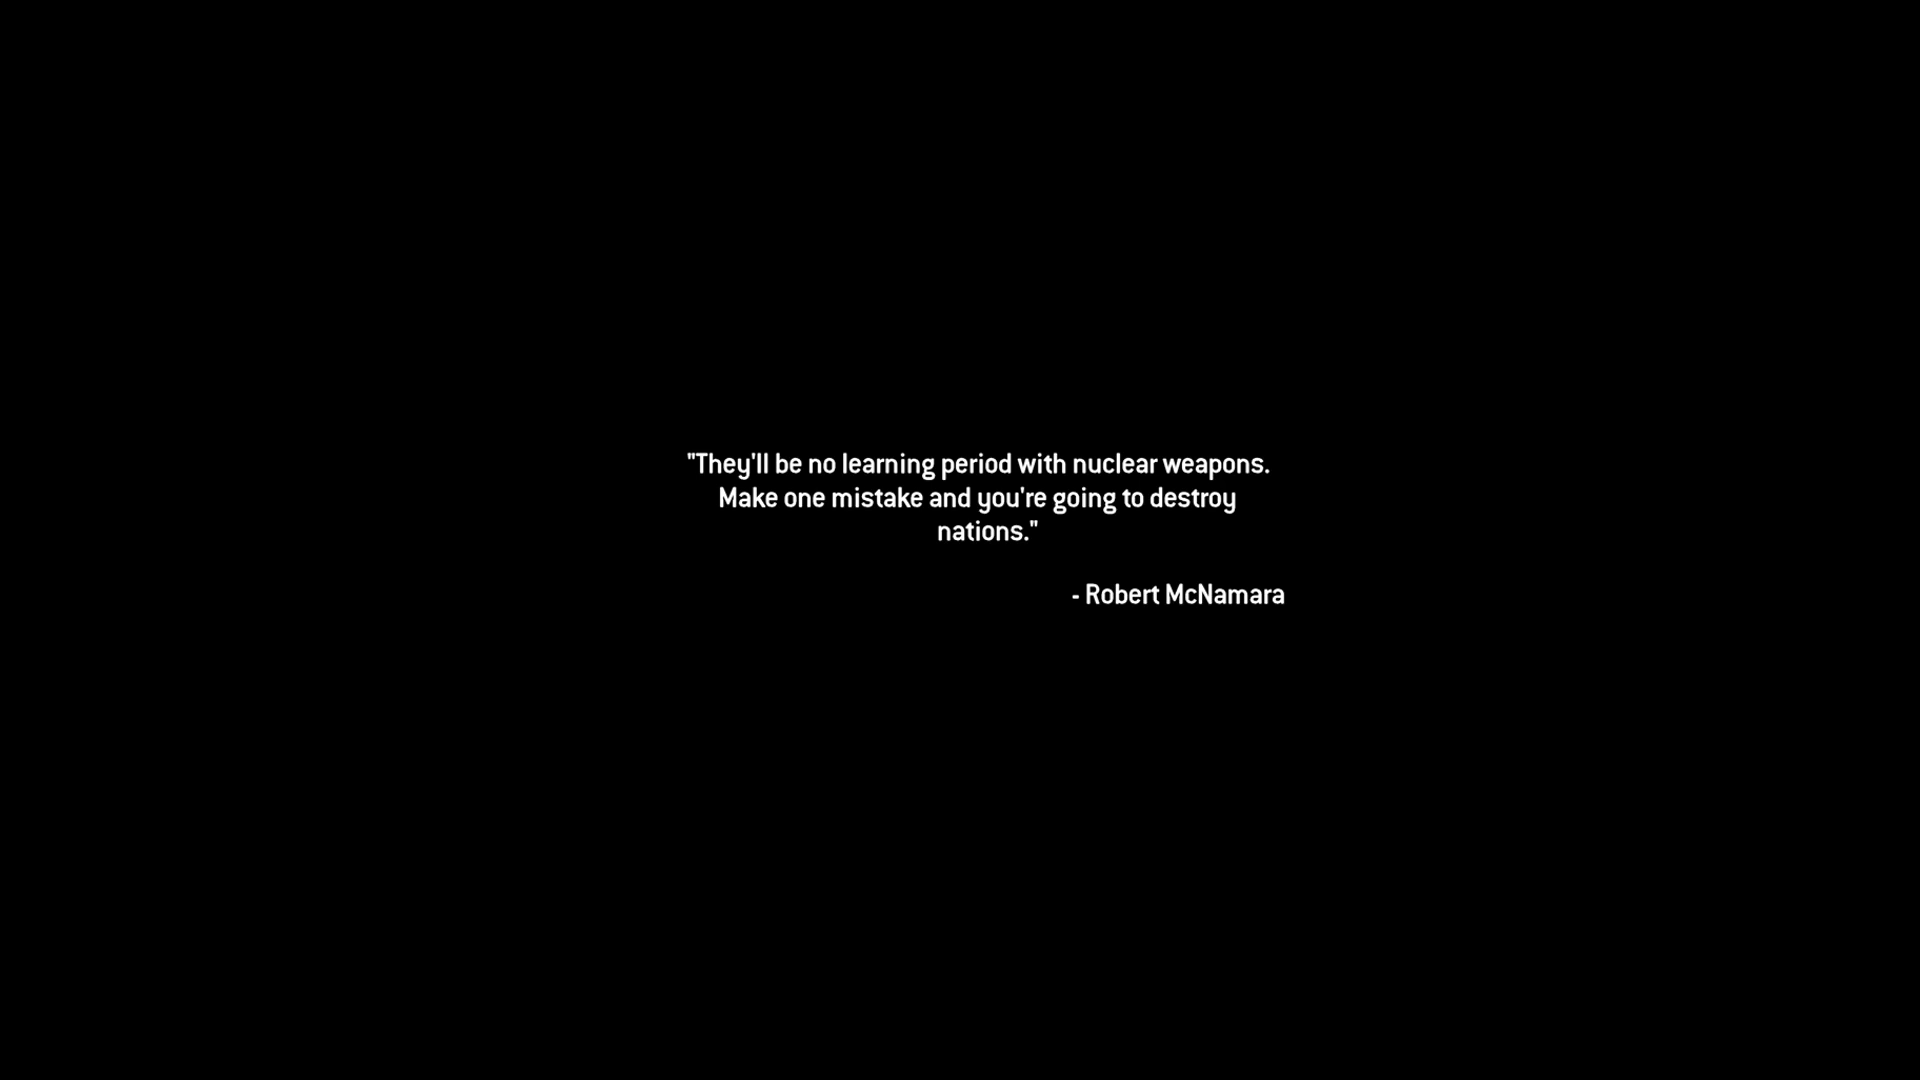 "They'll be no learning period with nuclear weapons.
Make one mistake and you're going to destroy
nations."
- Robert McNamara